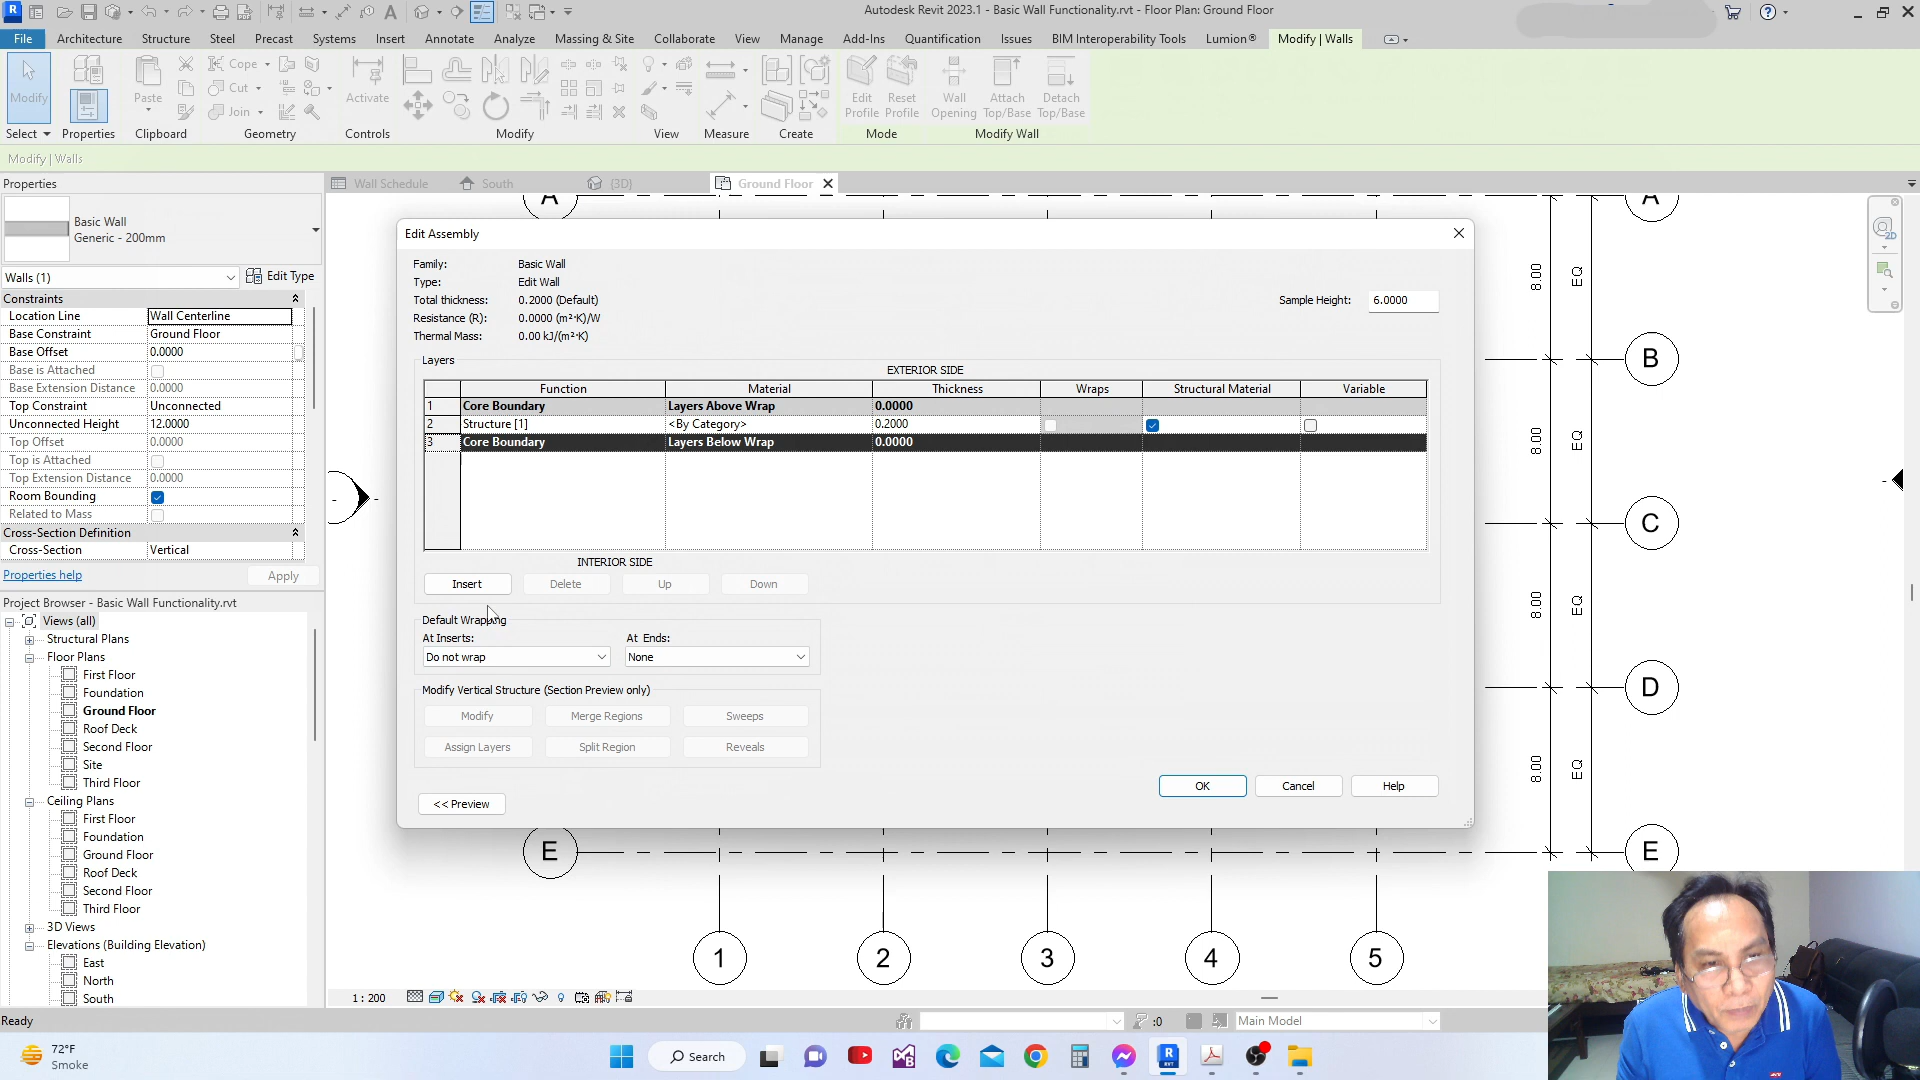 Autodesk Revit 2023.1 - Basic Wall Functionality.rvt - Floor Plan: Ground Floor
File Architecture Structure Steel Precast Systems Insert Annotate Analyze Massing & Site Collaborate View Manage Add-Ins Quantification Issues BIM Interoperability Tools Lumion® Modify | Walls
Modify
Paste
Cope
Cut
Join
Activate
Edit Profile
Reset Profile
Wall Opening
Attach Top/Base
Detach Top/Base
Select Properties Clipboard Geometry Controls Modify View Measure Create Mode Modify Wall
Modify | Walls
Properties
Wall Schedule South {3D} Ground Floor
Basic Wall
Generic - 200mm
Walls (1) Edit Type
Constraints
Location Line Wall Centerline
Base Constraint Ground Floor
Base Offset 0.0000
Base is Attached
Base Extension Distance 0.0000
Top Constraint Unconnected
Unconnected Height 12.0000
Top Offset 0.0000
Top is Attached
Top Extension Distance 0.0000
Room Bounding
Related to Mass
Cross-Section Definition
Cross-Section Vertical
Properties help Apply
Project Browser - Basic Wall Functionality.rvt
Views (all)
Structural Plans
Floor Plans
First Floor
Foundation
Ground Floor
Roof Deck
Second Floor
Site
Third Floor
Ceiling Plans
First Floor
Foundation
Ground Floor
Roof Deck
Second Floor
Third Floor
3D Views
Elevations (Building Elevation)
East
North
South
Edit Assembly
Family: Basic Wall
Type: Edit Wall
Total thickness: 0.2000 (Default)
Resistance (R): 0.0000 (m²·K)/W
Thermal Mass: 0.00 kJ/(m²·K)
Sample Height: 6.0000
Layers
EXTERIOR SIDE
Function Material Thickness Wraps Structural Material Variable
1 Core Boundary Layers Above Wrap 0.0000
2 Structure [1] <By Category> 0.2000
3 Core Boundary Layers Below Wrap 0.0000
INTERIOR SIDE
Insert Delete Up Down
Default Wrapping
At Inserts: At Ends:
Do not wrap None
Modify Vertical Structure (Section Preview only)
Modify Merge Regions Sweeps
Assign Layers Split Region Reveals
OK Cancel Help
<< Preview
A A
8.00 EQ
B
8.00 EQ
C
8.00 EQ
D
8.00 EQ
E E
1 2 3 4 5
1 : 200
Ready
:0
Main Model
72°F
Smoke
Search
2D